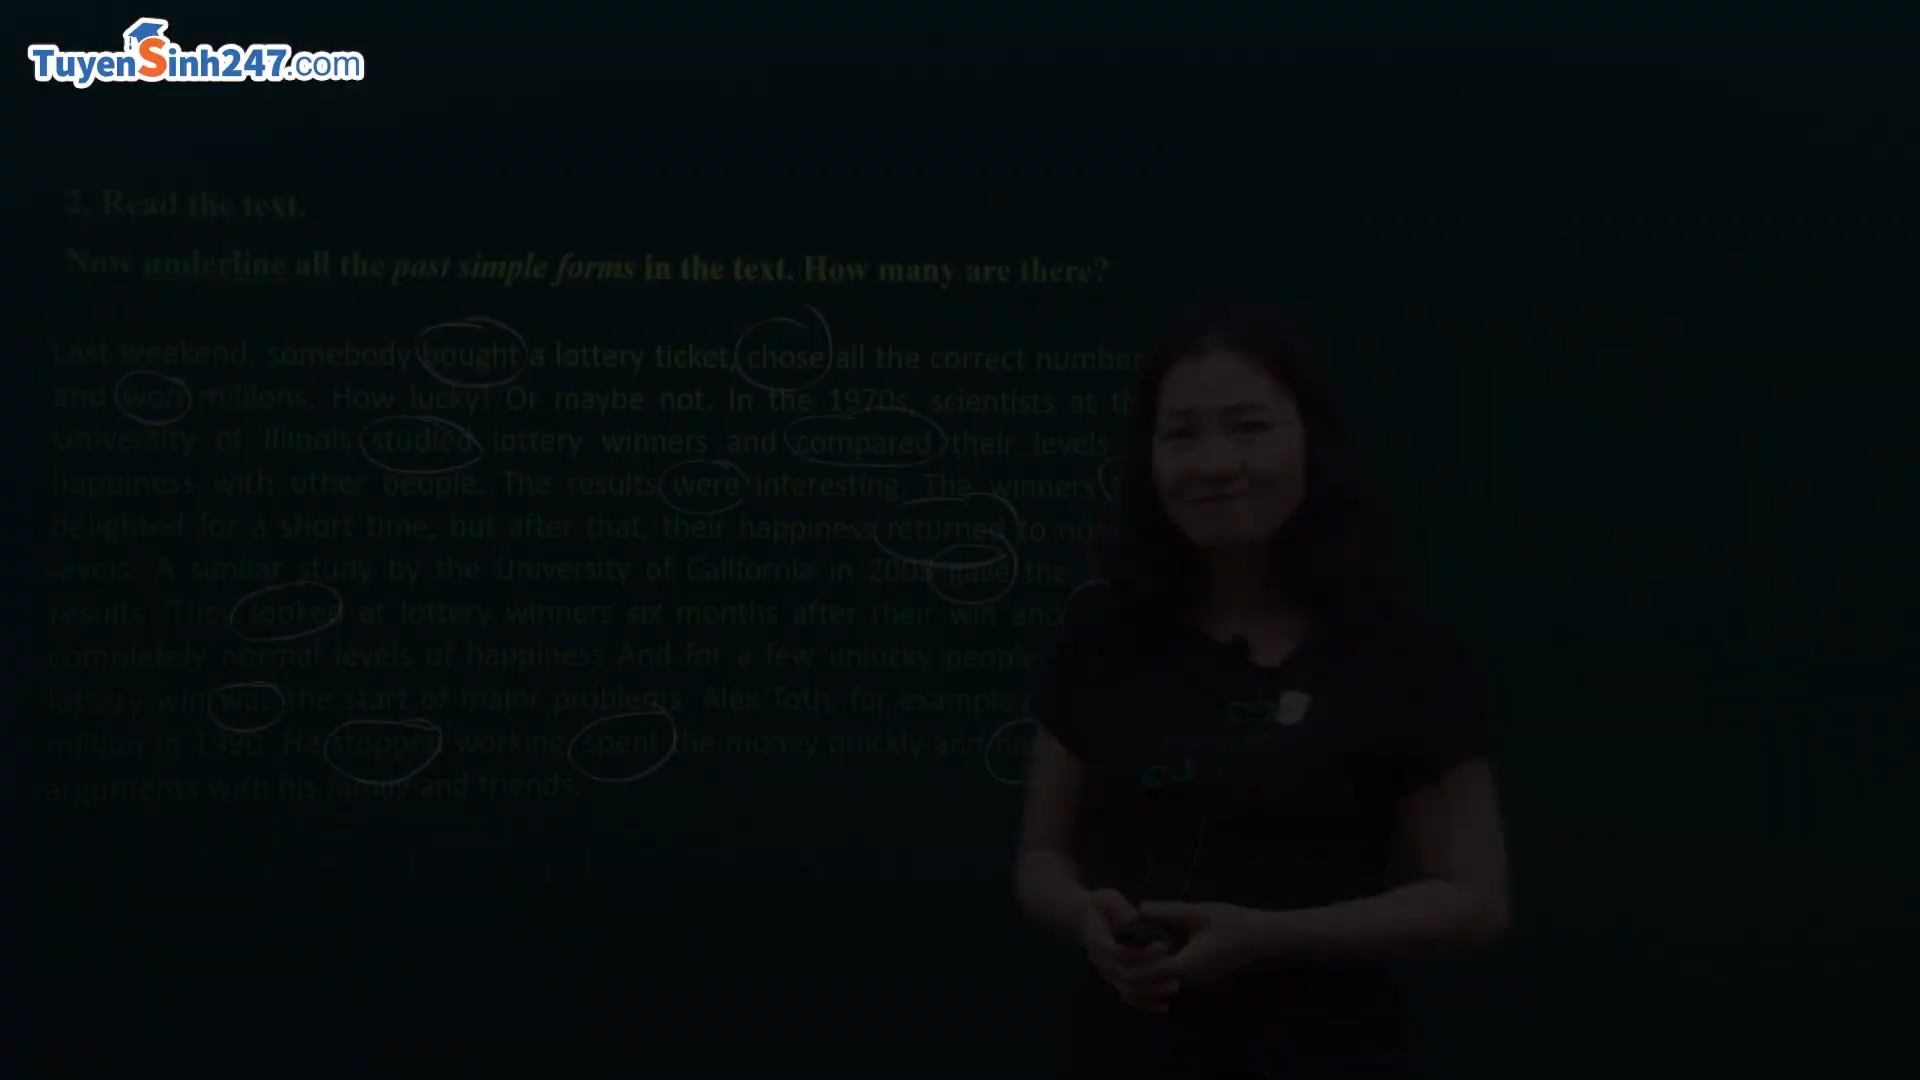 TuyenSinh247.com
2. Read the text.
Now underline all the past simple forms in the text. How many are there?
Last weekend, somebody bought a lottery ticket, chose all the correct number
and won millions. How lucky! Or maybe not. In the 1970s, scientists at
university of Illinois studied lottery winners and compared their levels
happiness with other people. The results were interesting. The winners
delighted for a short time, but after that, their happiness returned to
levels. A similar study by the University of California in gave the
results. They looked at lottery winners six months after their win and
completely normal levels of happiness And for a few unlucky people
lottery win was the start of major problems. Alex Toth, for example,
million in 1990. He stopped working, spent the money quickly and
arguments with his family and friends.